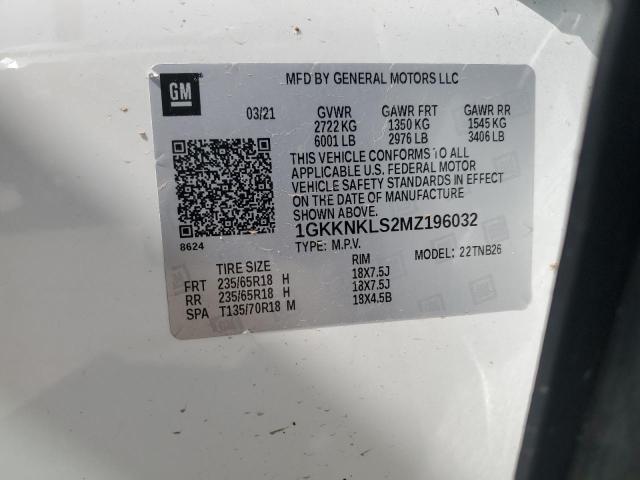 GM
MFD BY GENERAL MOTORS LLC
03/21 GVWR GAWR FRT GAWR RR
2722 KG 1350 KG 1545 KG
6001 LB 2976 LB 3406 LB
THIS VEHICLE CONFORMS TO ALL
APPLICABLE U.S. FEDERAL MOTOR
VEHICLE SAFETY STANDARDS IN EFFECT
ON THE DATE OF MANUFACTURE
SHOWN ABOVE.
8624
1GKKNKLS2MZ196032
TYPE: M.P.V. MODEL: 22TNB26
TIRE SIZE RIM
FRT 235/65R18 H 18X7.5J
RR 235/65R18 H 18X7.5J
SPA T135/70R18 M 18X4.5B